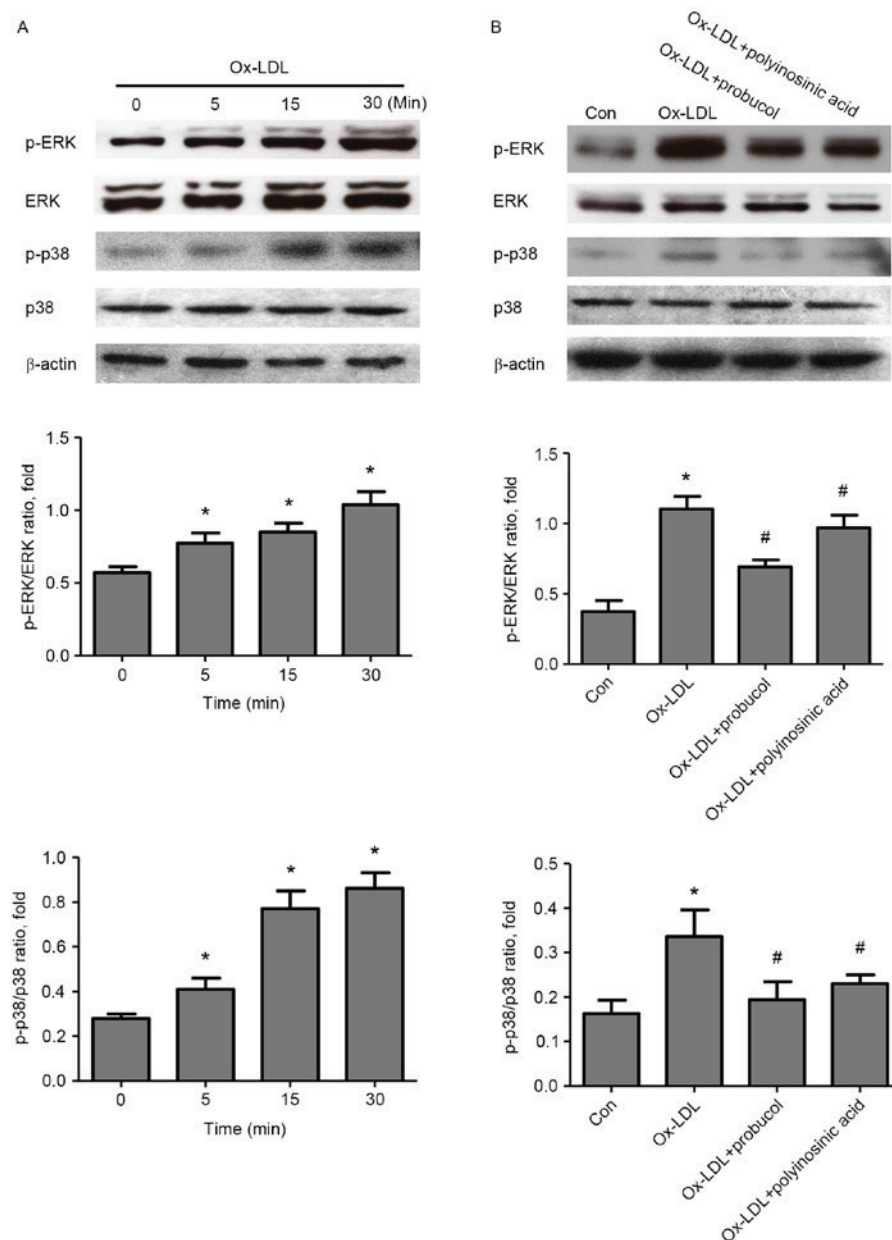 A
Ox-LDL
0 5 15 30 (Min)
p-ERK
ERK
p-p38
p38
β-actin
1.5
1.0
0.5
0.0
p-ERK/ERK ratio, fold
* * *
0 5 15 30
Time (min)
1.0
0.8
0.6
0.4
0.2
0.0
p-p38/p38 ratio, fold
* * *
0 5 15 30
Time (min)
B
Con
Ox-LDL
Ox-LDL+probucol
Ox-LDL+polyinosinic acid
p-ERK
ERK
p-p38
p38
β-actin
1.5
1.0
0.5
0.0
p-ERK/ERK ratio, fold
* # #
Con
Ox-LDL
Ox-LDL+probucol
Ox-LDL+polyinosinic acid
0.5
0.4
0.3
0.2
0.1
0.0
p-p38/p38 ratio, fold
* # #
Con
Ox-LDL
Ox-LDL+probucol
Ox-LDL+polyinosinic acid